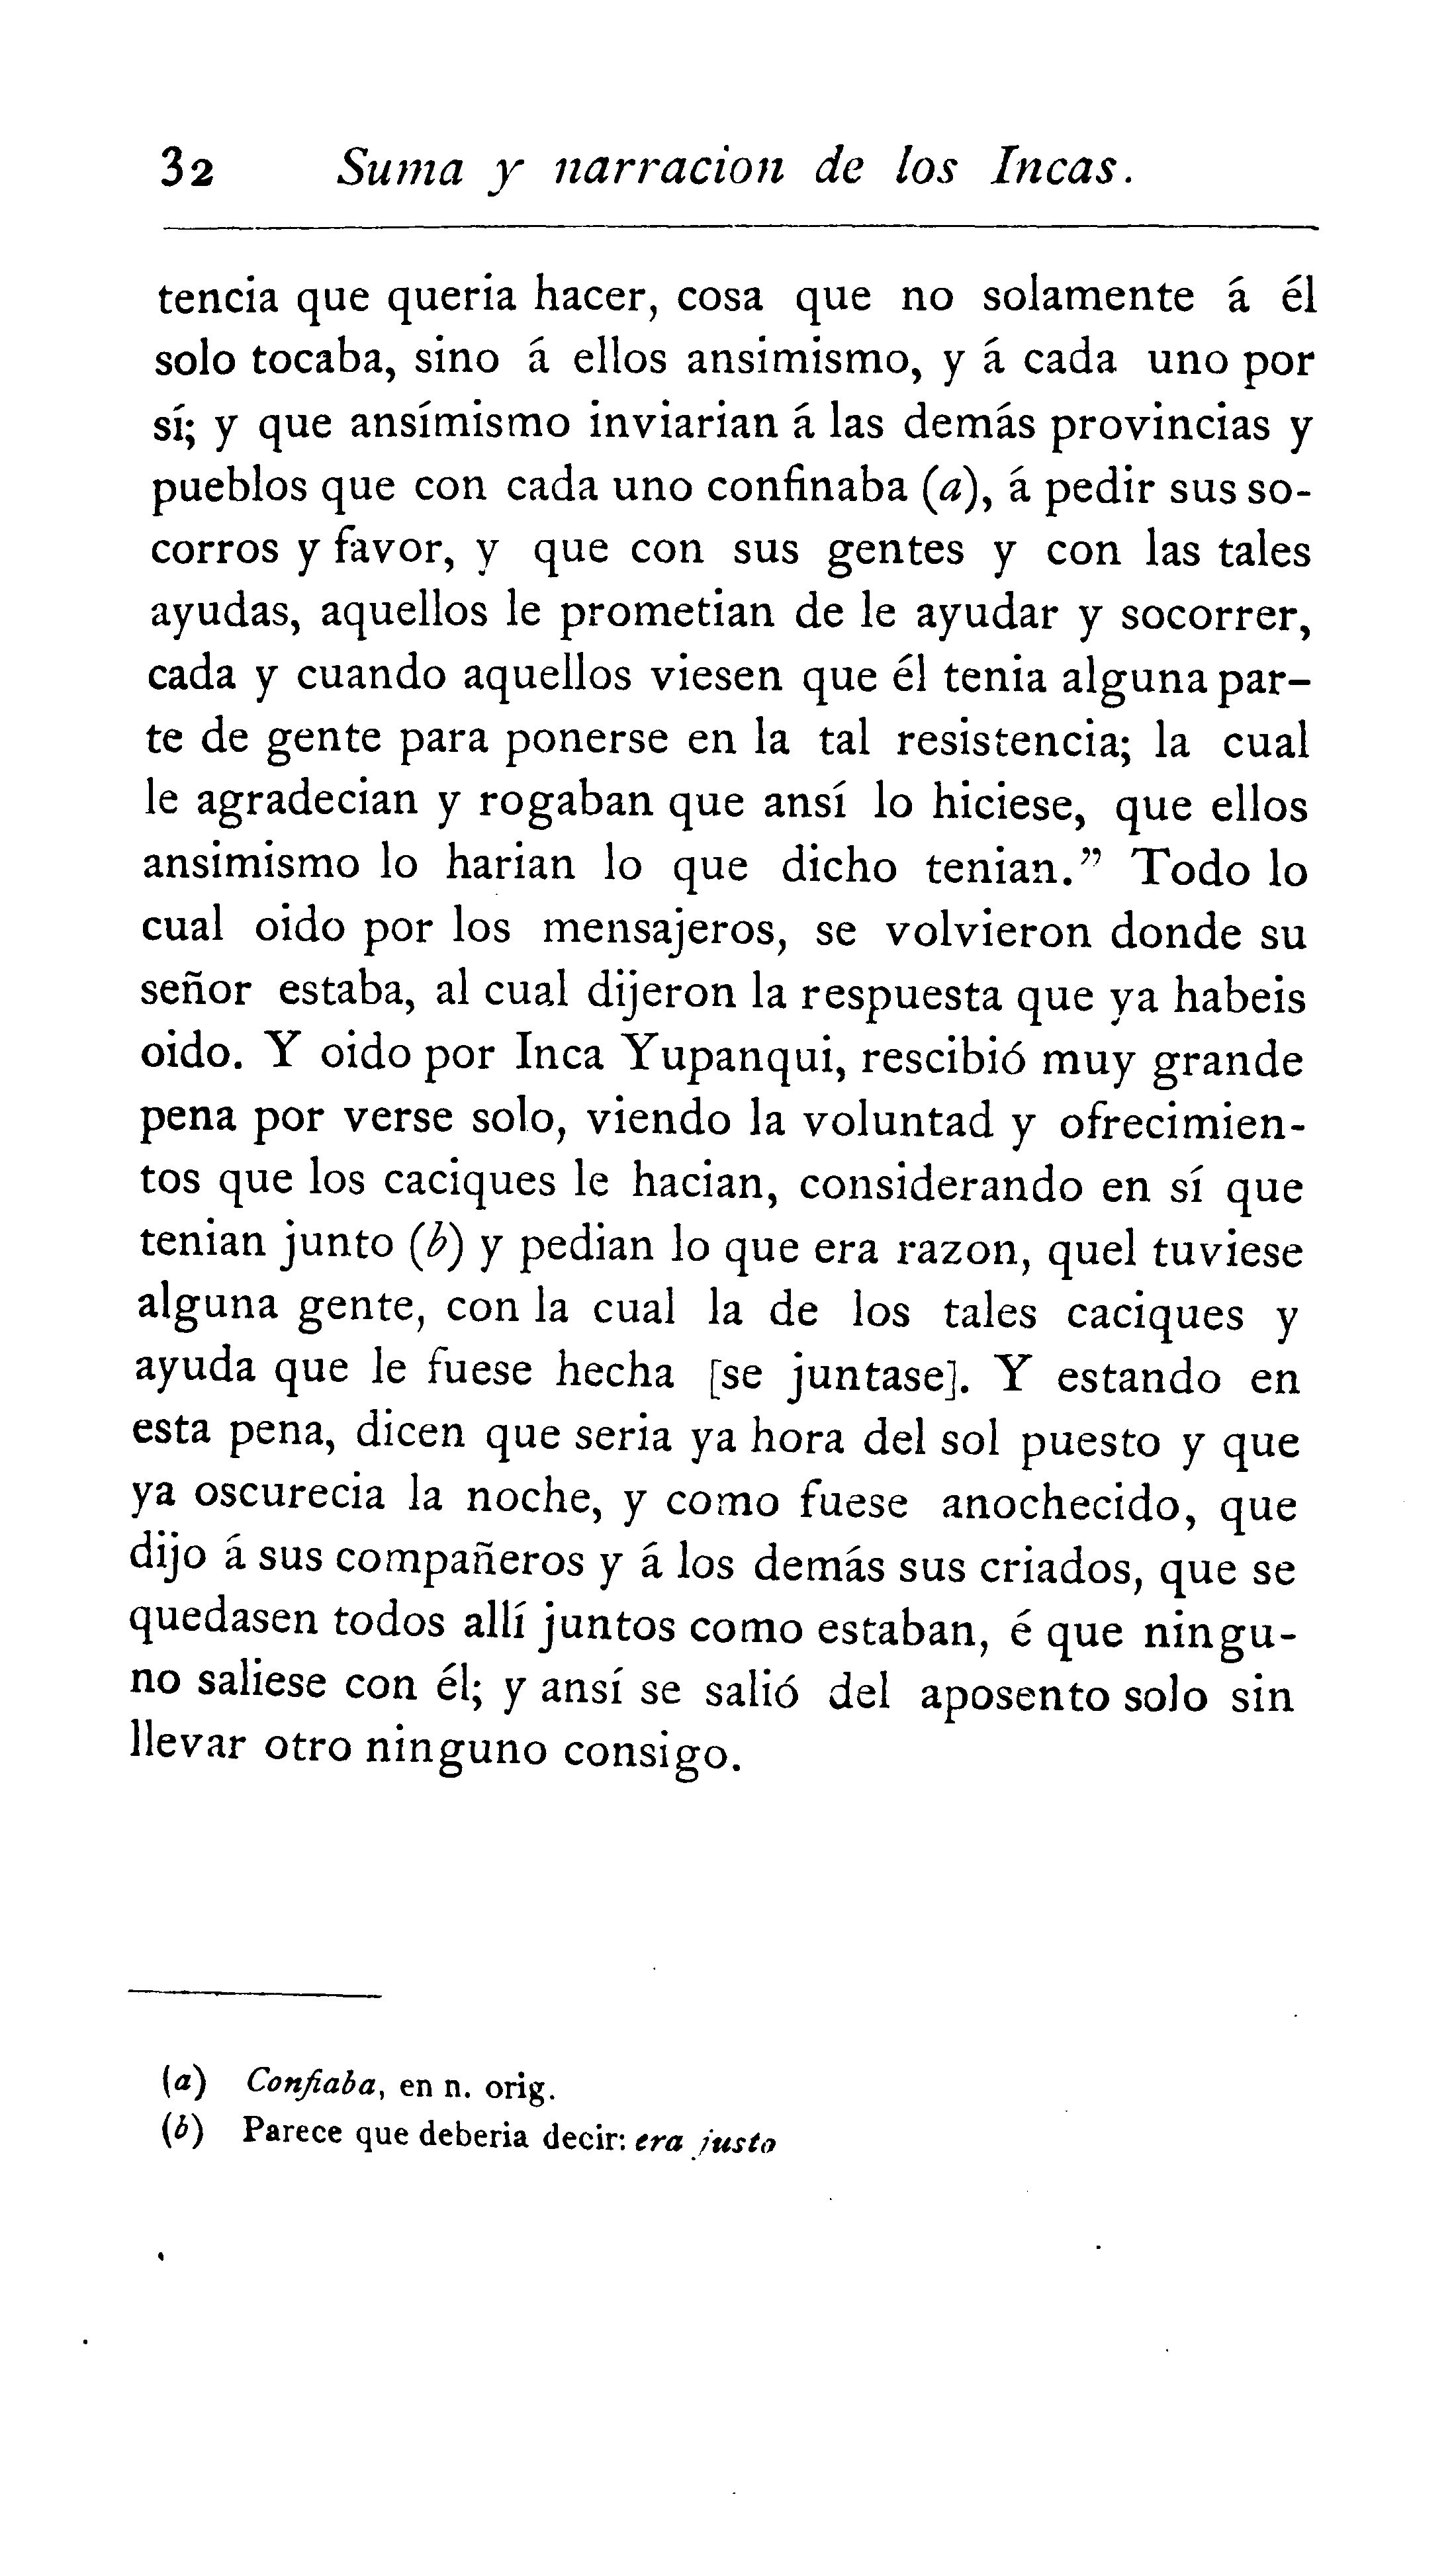 32 Suma y narracion de los Incas.
tencia que queria hacer, cosa que no solamente á él
solo tocaba, sino á ellos ansimismo, y á cada uno por
sí; y que ansímismo inviarian á las demás provincias y
pueblos que con cada uno confinaba (a), á pedir sus so-
corros y favor, y que con sus gentes y con las tales
ayudas, aquellos le prometian de le ayudar y socorrer,
cada y cuando aquellos viesen que él tenia alguna par-
te de gente para ponerse en la tal resistencia; la cual
le agradecian y rogaban que ansí lo hiciese, que ellos
ansimismo lo harian lo que dicho tenian.” Todo lo
cual oido por los mensajeros, se volvieron donde su
señor estaba, al cual dijeron la respuesta que ya habeis
oido. Y oido por Inca Yupanqui, rescibió muy grande
pena por verse solo, viendo la voluntad y ofrecimien-
tos que los caciques le hacian, considerando en sí que
tenian junto (b) y pedian lo que era razon, quel tuviese
alguna gente, con la cual la de los tales caciques y
ayuda que le fuese hecha [se juntase]. Y estando en
esta pena, dicen que seria ya hora del sol puesto y que
ya oscurecia la noche, y como fuese anochecido, que
dijo á sus compañeros y á los demás sus criados, que se
quedasen todos allí juntos como estaban, é que ningu-
no saliese con él; y ansí se salió del aposento solo sin
llevar otro ninguno consigo.
(a) Confiaba, en n. orig.
(b) Parece que deberia decir: era justo